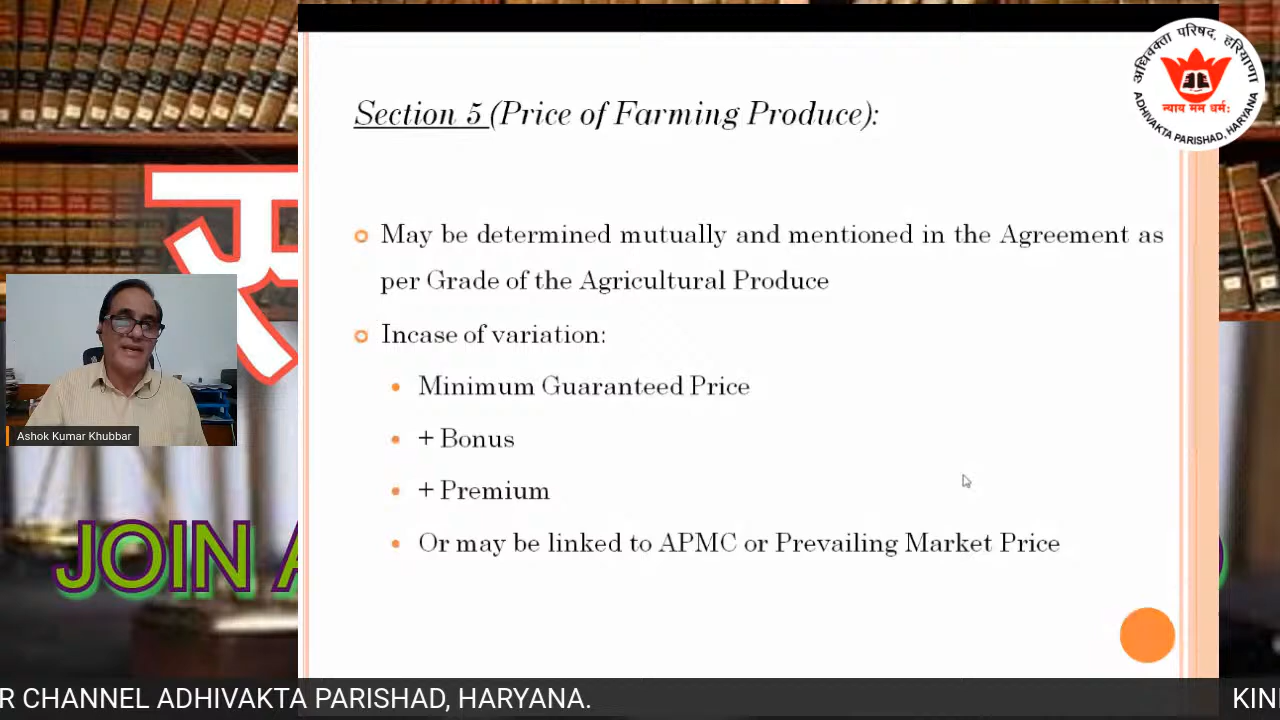 Section 5 (Price of Farming Produce):
May be determined mutually and mentioned in the Agreement as
per Grade of the Agricultural Produce
Incase of variation:
Minimum Guaranteed Price
+ Bonus
+ Premium
Or may be linked to APMC or Prevailing Market Price
अधिवक्ता परिषद, हरियाणा
न्याय मम धर्मः
ADHIVAKTA PARISHAD, HARYANA
Ashok Kumar Khubbar
JOIN
R CHANNEL ADHIVAKTA PARISHAD, HARYANA.